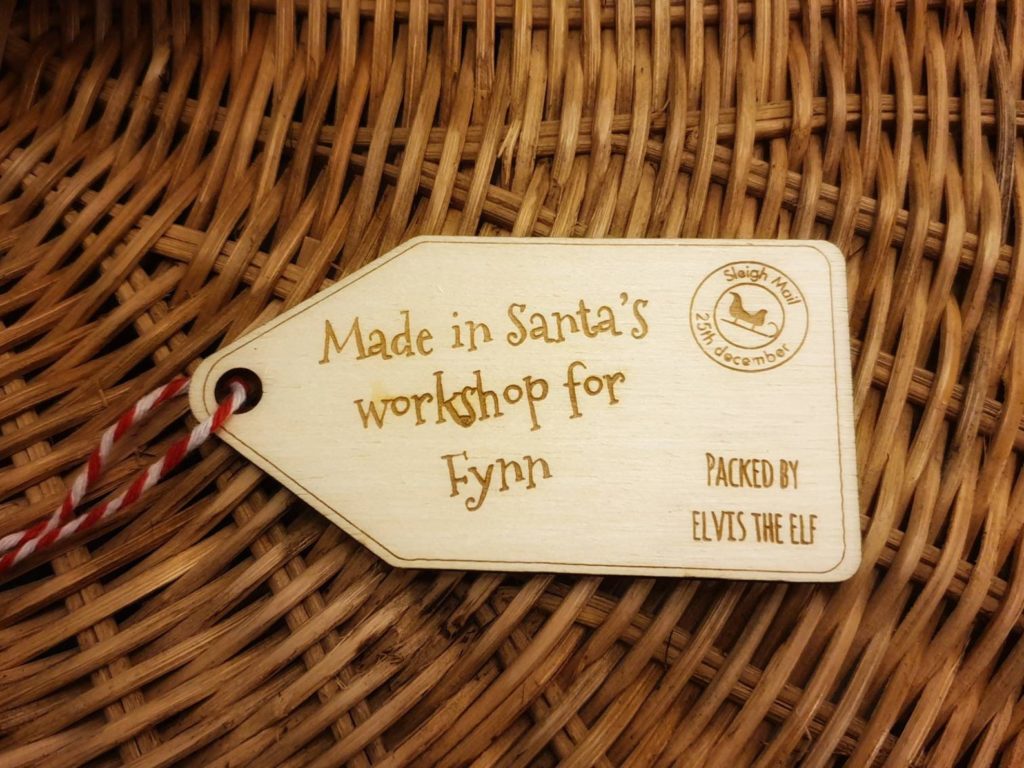 Made in Santa's
workshop for
Fynn
Sleigh Mail
25th december
PACKED BY
ELVIS THE ELF